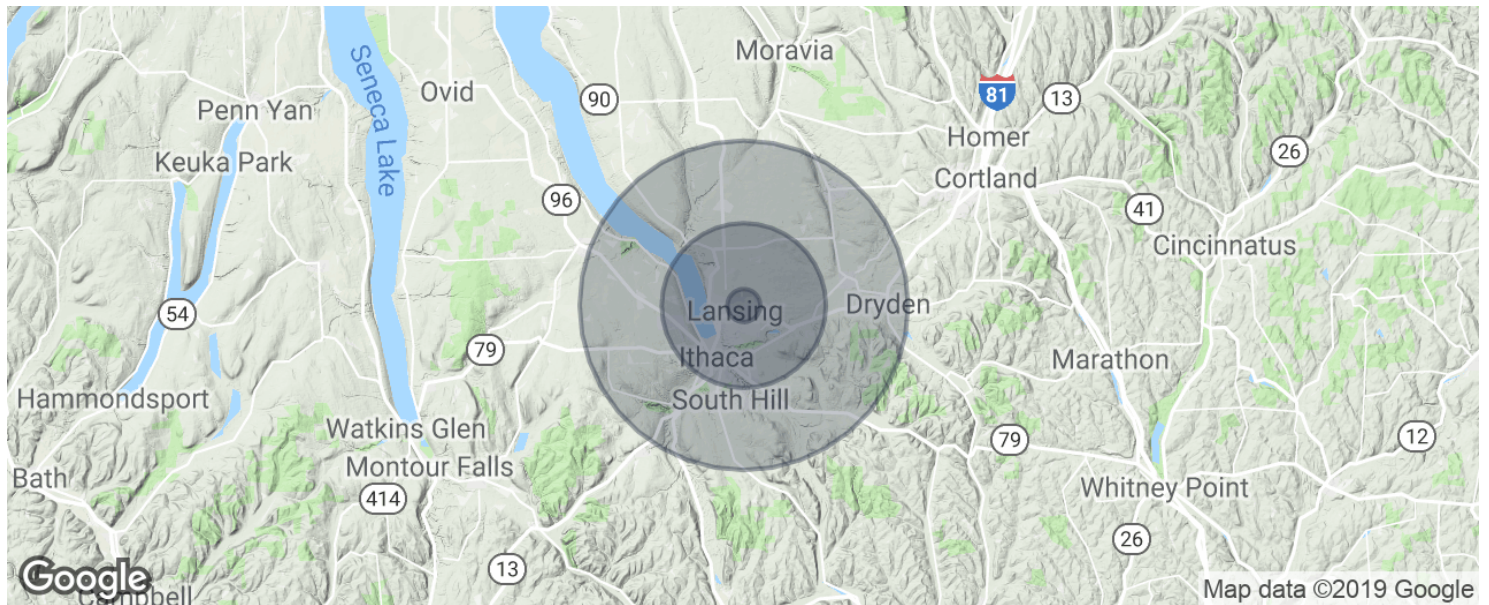 Moravia
Seneca Lake
Ovid
90
81
13
Penn Yan
Homer
Keuka Park
26
Cortland
96
41
Cincinnatus
54
Lansing
Dryden
79
Ithaca
Marathon
Hammondsport
South Hill
Watkins Glen
79
12
Montour Falls
Bath
414
Whitney Point
26
13
Google
Campbell
Map data ©2019 Google